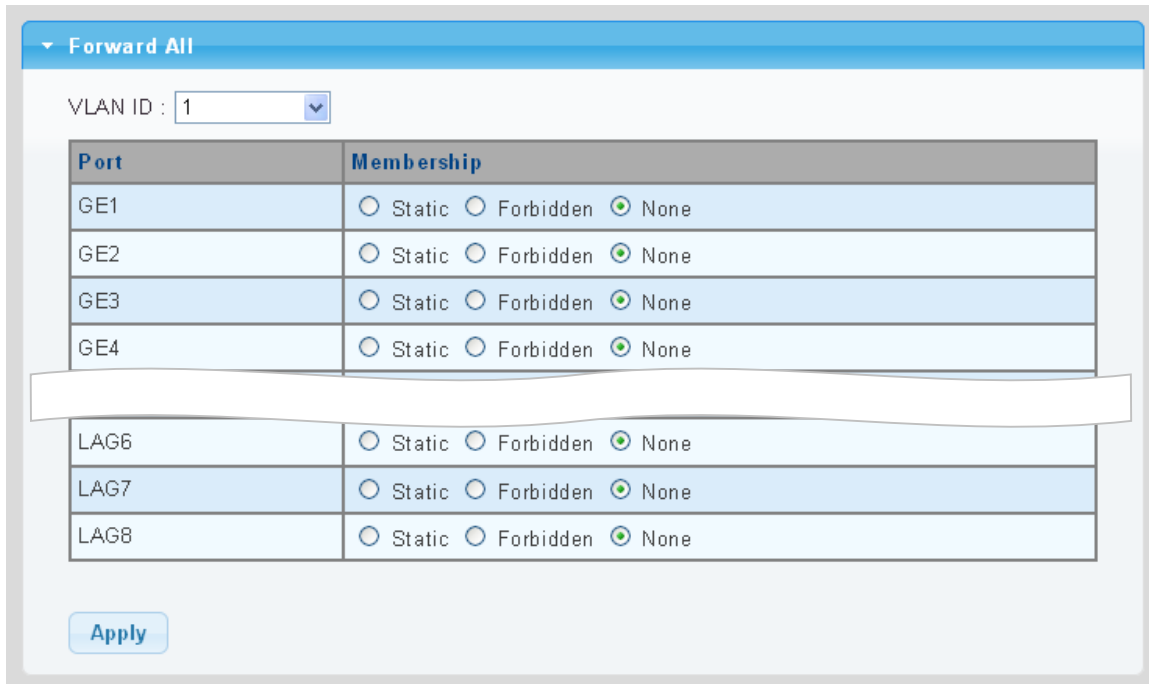 Forward All
VLAN ID : 1
Port Membership
GE1 Static Forbidden None
GE2 Static Forbidden None
GE3 Static Forbidden None
GE4 Static Forbidden None
LAG6 Static Forbidden None
LAG7 Static Forbidden None
LAG8 Static Forbidden None
Apply